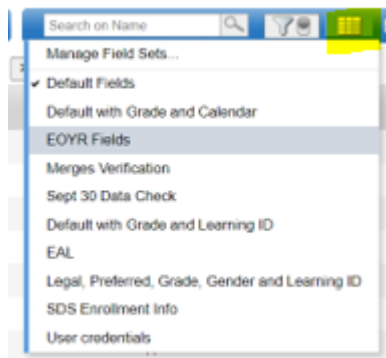 Search on Name
Manage Field Sets...
Default Fields
Default with Grade and Calendar
EOYR Fields
Merges Verification
Sept 30 Data Check
Default with Grade and Learning ID
EAL
Legal, Preferred, Grade, Gender and Learning ID
SDS Enrollment Info
User credentials